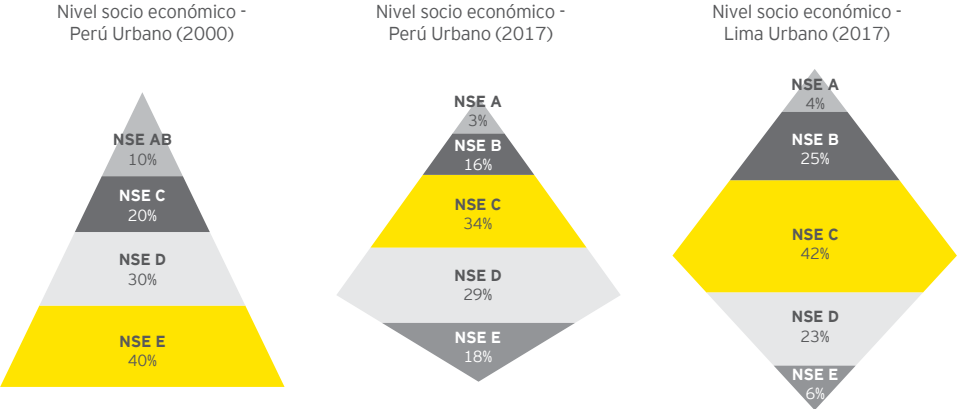 Nivel socio económico -
Perú Urbano (2000)
NSE AB
10%
NSE C
20%
NSE D
30%
NSE E
40%
Nivel socio económico -
Perú Urbano (2017)
NSE A
3%
NSE B
16%
NSE C
34%
NSE D
29%
NSE E
18%
Nivel socio económico -
Lima Urbano (2017)
NSE A
4%
NSE B
25%
NSE C
42%
NSE D
23%
NSE E
6%